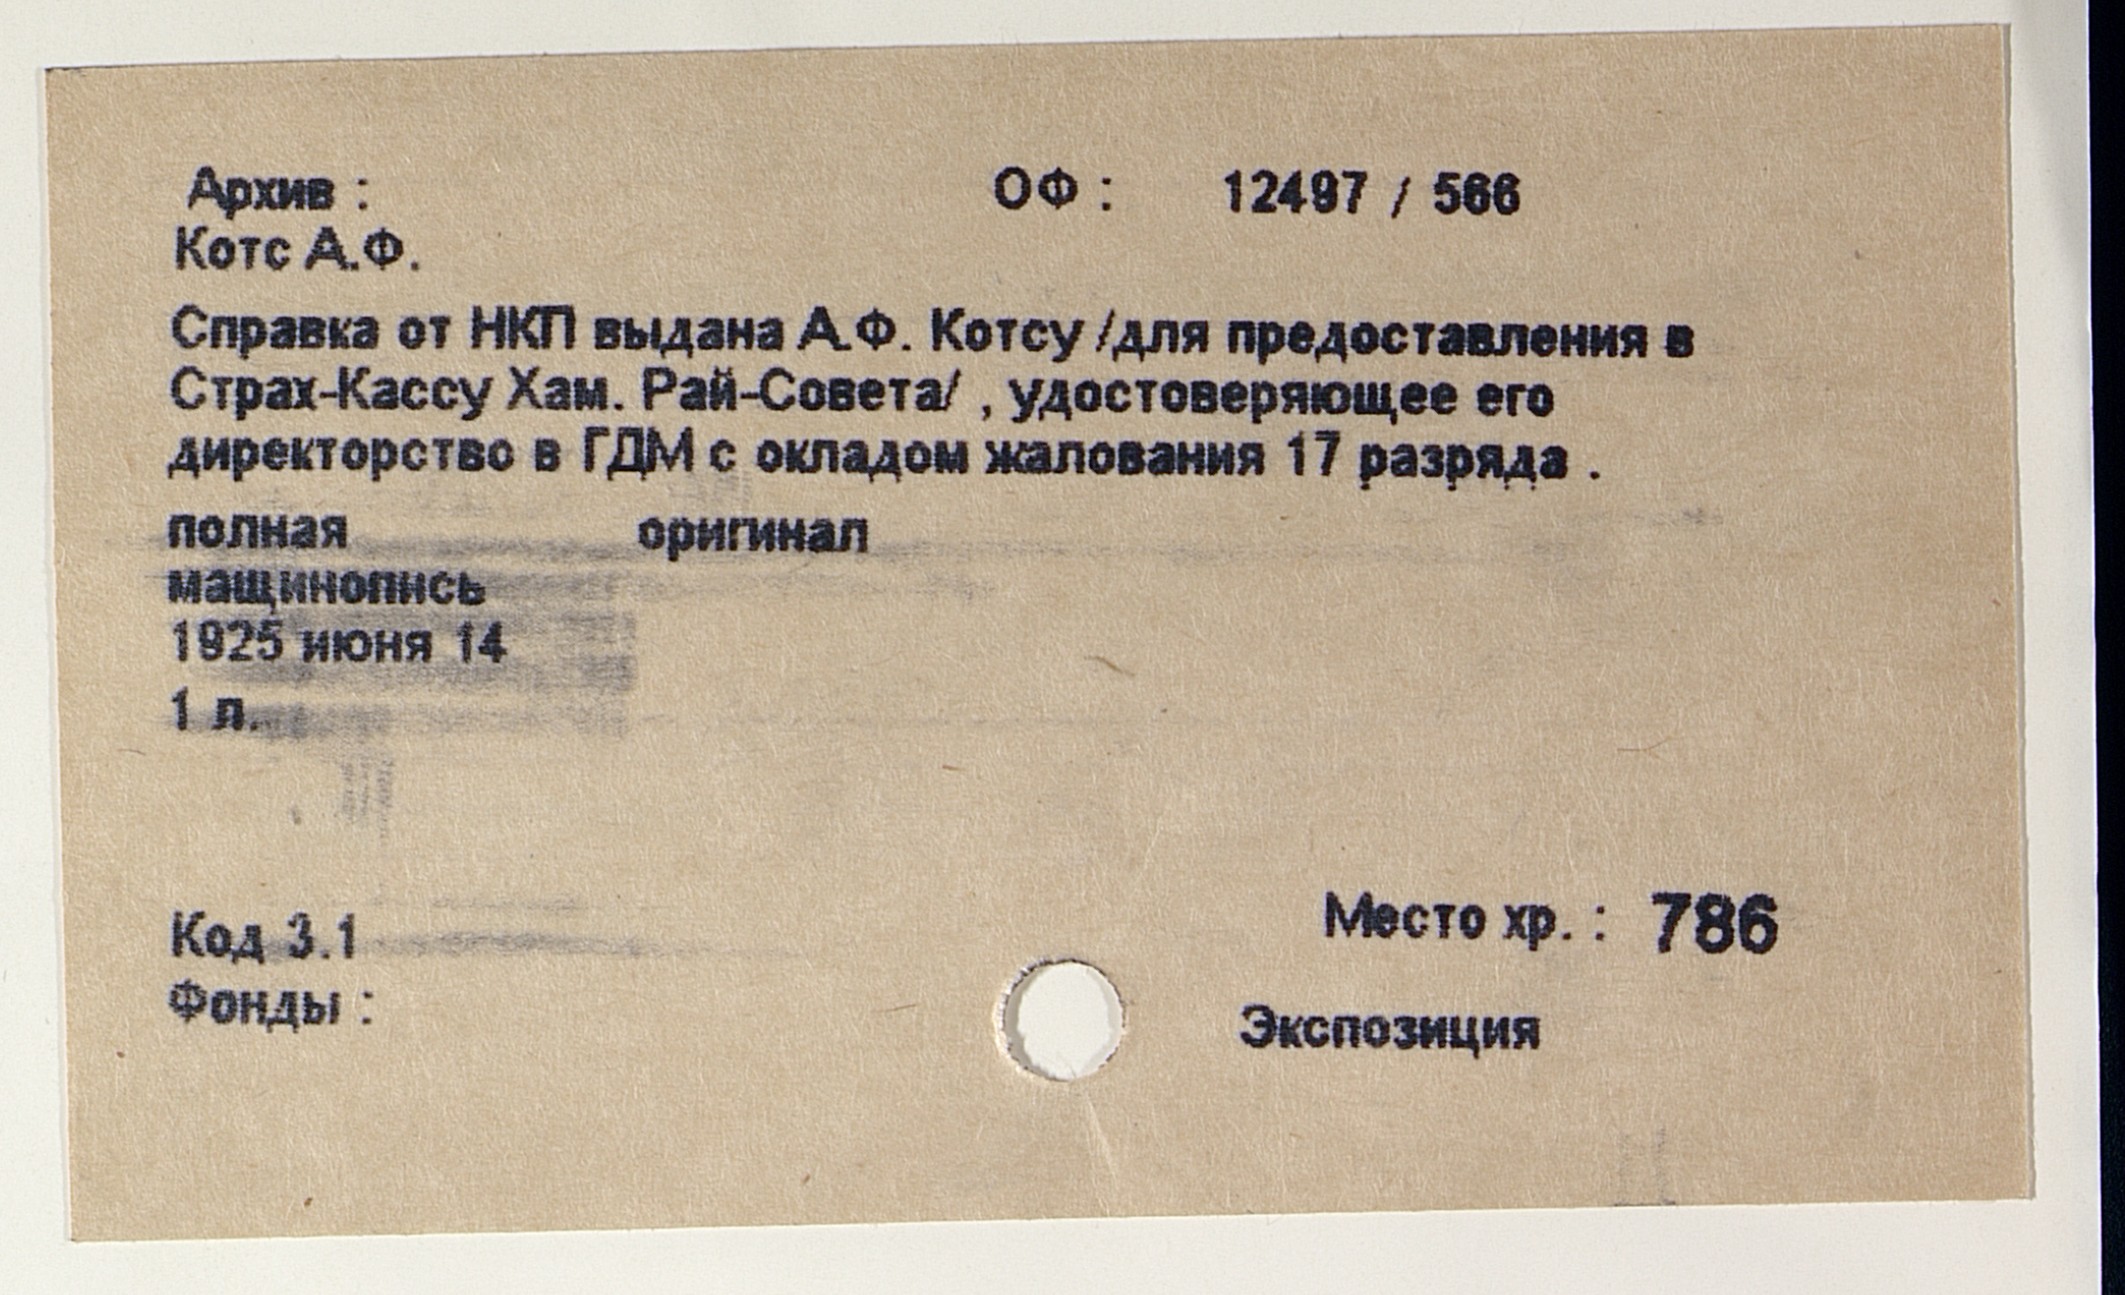 Архив : ОФ : 12497 / 566
Котс А.Ф.
Справка от НКП выдана А.Ф. Котсу /для предоставления в
Страх-Кассу Хам. Рай-Совета/ , удостоверяющее его
директорство в ГДМ с окладом жалования 17 разряда .
полная оригинал
мащинопись
1925 июня 14
1 л.
Код 3.1
Место хр. : 786
Фонды :
Экспозиция